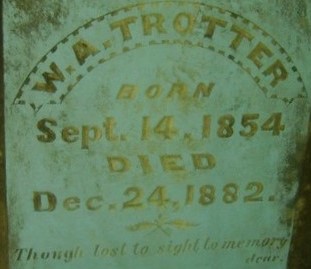 W.A. TROTTER
BORN
Sept. 14, 1854
DIED
Dec. 24, 1882.
Though lost to sight to memory
dear.